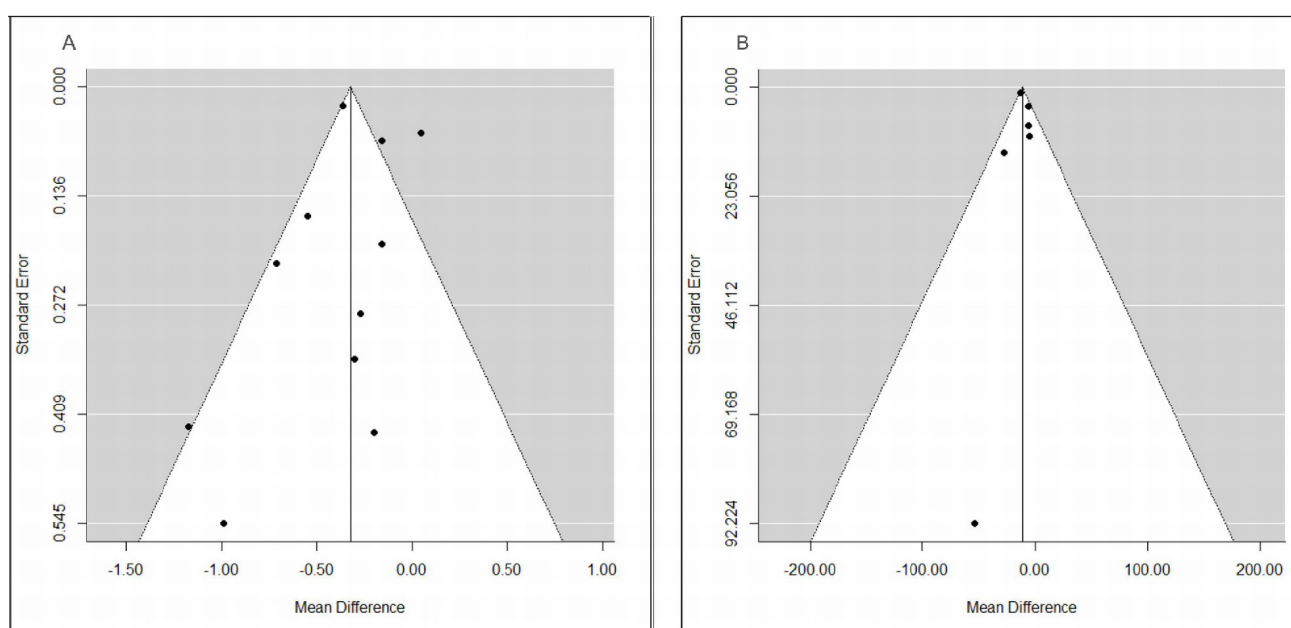 A
0.000
0.136
0.272
0.409
0.545
Standard Error
-1.50 -1.00 -0.50 0.00 0.50 1.00
Mean Difference
B
0.000
23.056
46.112
69.168
92.224
Standard Error
-200.00 -100.00 0.00 100.00 200.00
Mean Difference